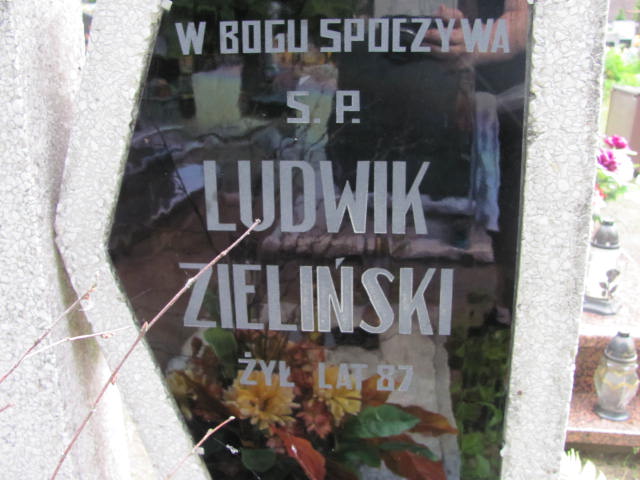 W BOGU SPOCZYWA
S. P.
LUDWIK
ZIELIŃSKI
ŻYŁ LAT 87